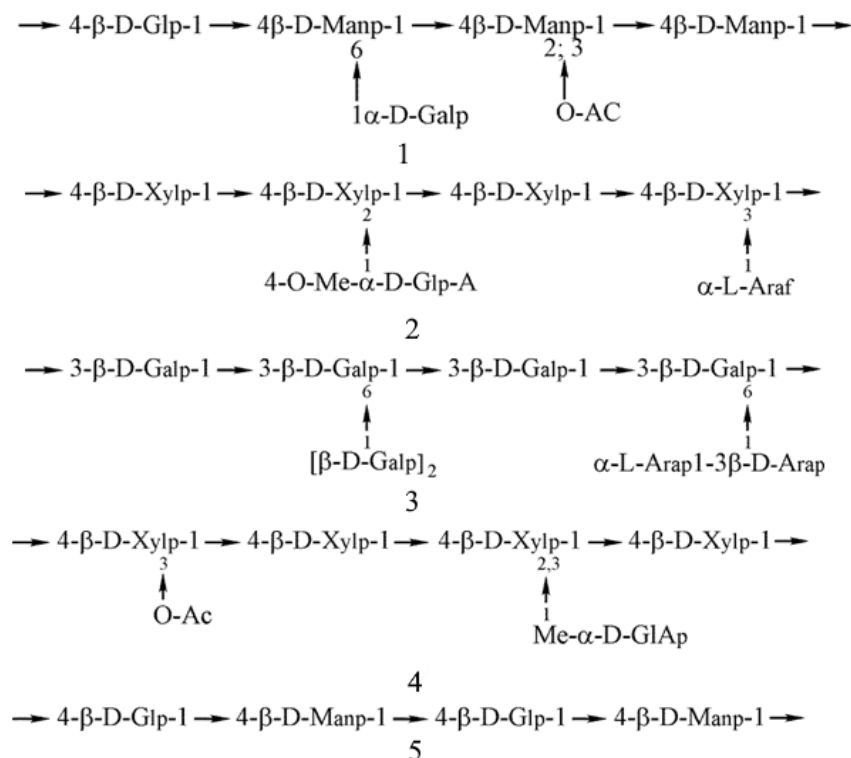 4-β-D-Glp-1 → 4β-D-Manp-1 → 4β-D-Manp-1 → 4β-D-Manp-1 →
6 2; 3
1α-D-Galp O-AC
1
4-β-D-Xylp-1 → 4-β-D-Xylp-1 → 4-β-D-Xylp-1 → 4-β-D-Xylp-1 →
2 3
1 1
4-O-Me-α-D-Glp-A α-L-Araf
2
3-β-D-Galp-1 → 3-β-D-Galp-1 → 3-β-D-Galp-1 → 3-β-D-Galp-1 →
6 6
1 1
[β-D-Galp]2 α-L-Arap1-3β-D-Arap
3
4-β-D-Xylp-1 → 4-β-D-Xylp-1 → 4-β-D-Xylp-1 → 4-β-D-Xylp-1 →
3 2,3
O-Ac 1
Me-α-D-GlAp
4
4-β-D-Glp-1 → 4-β-D-Manp-1 → 4-β-D-Glp-1 → 4-β-D-Manp-1 →
5